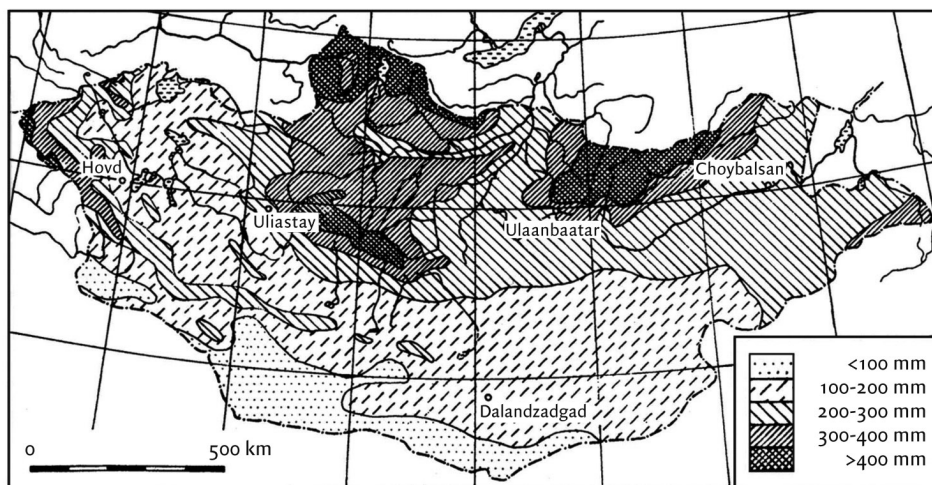 Hovd
Uliastay
Ulaanbaatar
Choybalsan
Dalandzadgad
0 500 km
<100 mm
100-200 mm
200-300 mm
300-400 mm
>400 mm